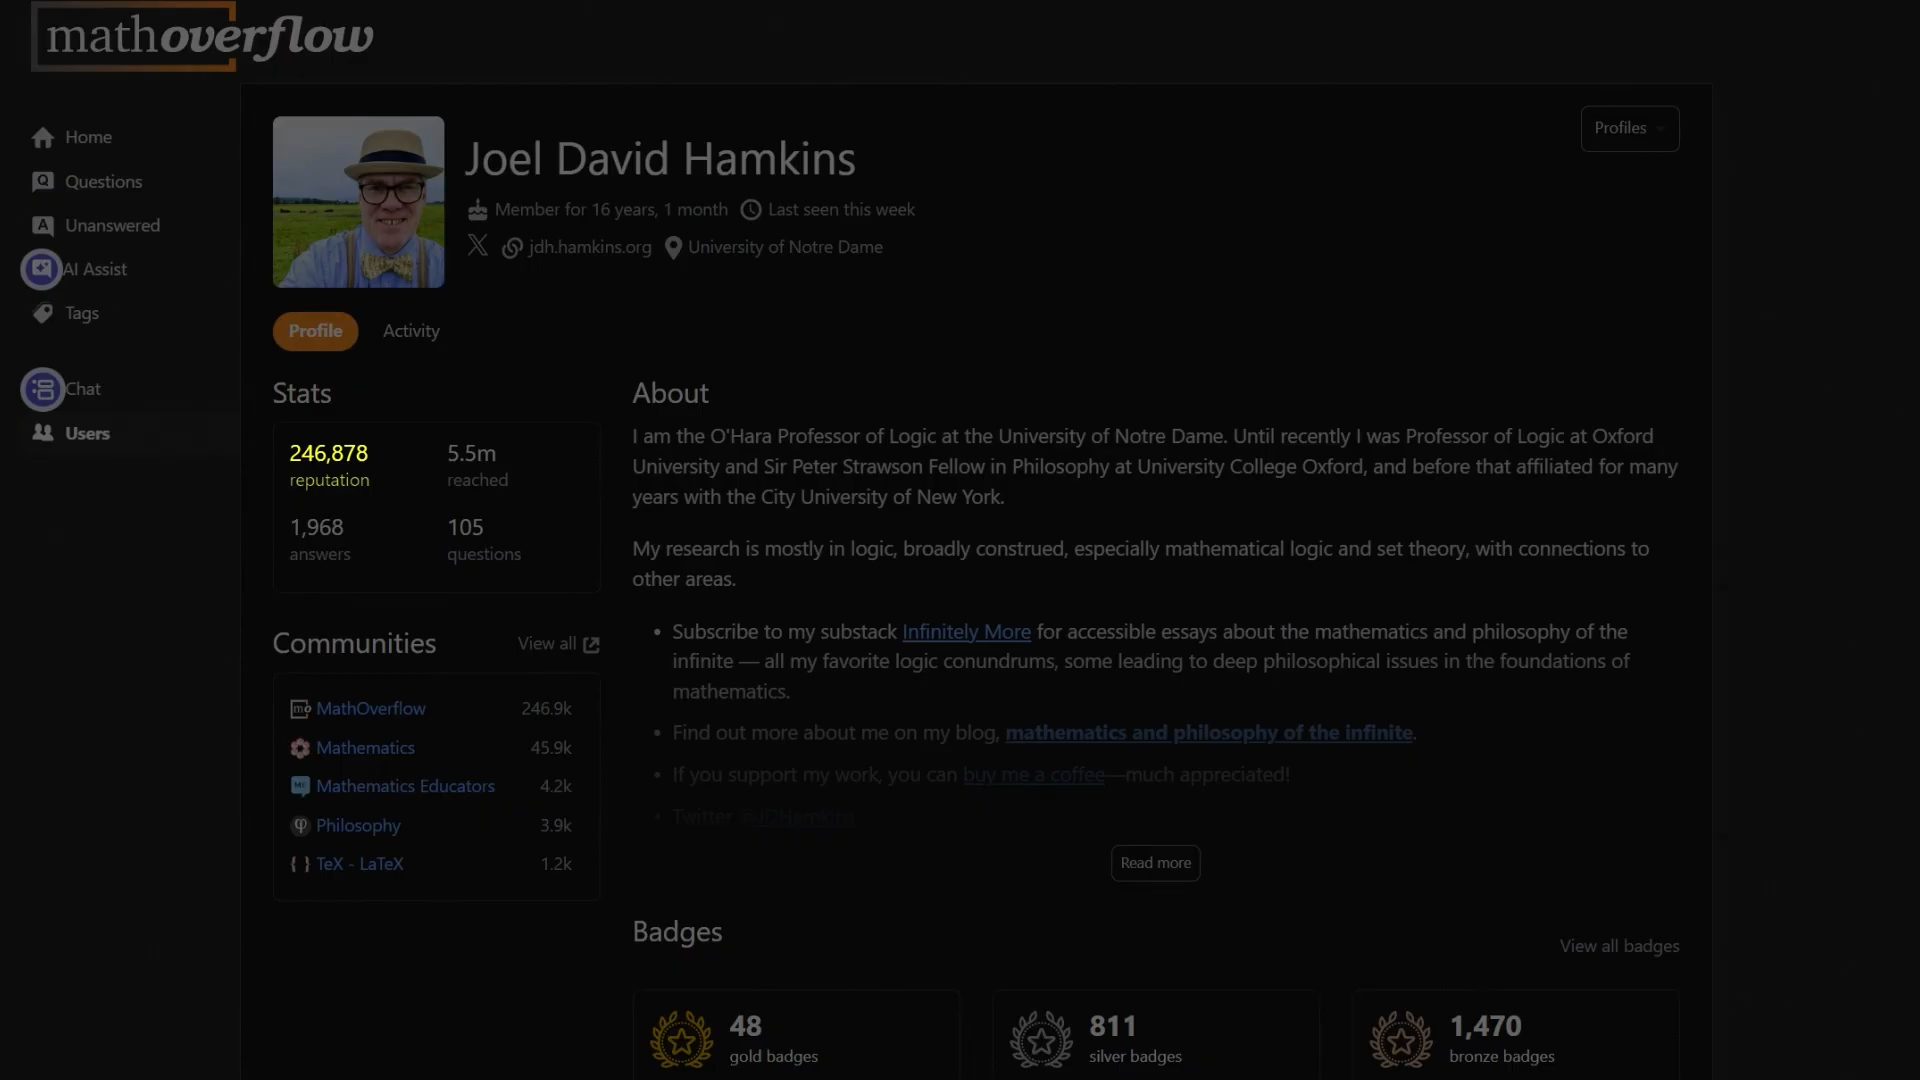 mathoverflow
Home
Questions
Unanswered
AI Assist
Tags
Chat
Users
Profiles
Joel David Hamkins
Member for 16 years, 1 month Last seen this week
jdh.hamkins.org University of Notre Dame
Profile Activity
Stats
246,878 5.5m
reputation reached
1,968 105
answers questions
Communities View all
MathOverflow 246.9k
Mathematics 45.9k
Mathematics Educators 4.2k
Philosophy 3.9k
TeX - LaTeX 1.2k
About
I am the O'Hara Professor of Logic at the University of Notre Dame. Until recently I was Professor of Logic at Oxford
University and Sir Peter Strawson Fellow in Philosophy at University College Oxford, and before that affiliated for many
years with the City University of New York.
My research is mostly in logic, broadly construed, especially mathematical logic and set theory, with connections to
other areas.
• Subscribe to my substack Infinitely More for accessible essays about the mathematics and philosophy of the
infinite — all my favorite logic conundrums, some leading to deep philosophical issues in the foundations of
mathematics.
• Find out more about me on my blog, mathematics and philosophy of the infinite.
• If you support my work, you can buy me a coffee—much appreciated!
• Twitter @JDHamkins
Read more
Badges View all badges
48 811 1,470
gold badges silver badges bronze badges